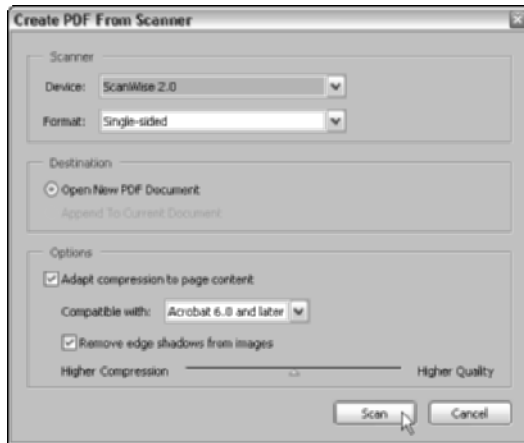 Create PDF From Scanner
Scanner
Device: ScanWise 2.0
Format: Single-sided
Destination
Open New PDF Document
Append To Current Document
Options
Adapt compression to page content
Compatible with: Acrobat 6.0 and later
Remove edge shadows from images
Higher Compression Higher Quality
Scan Cancel